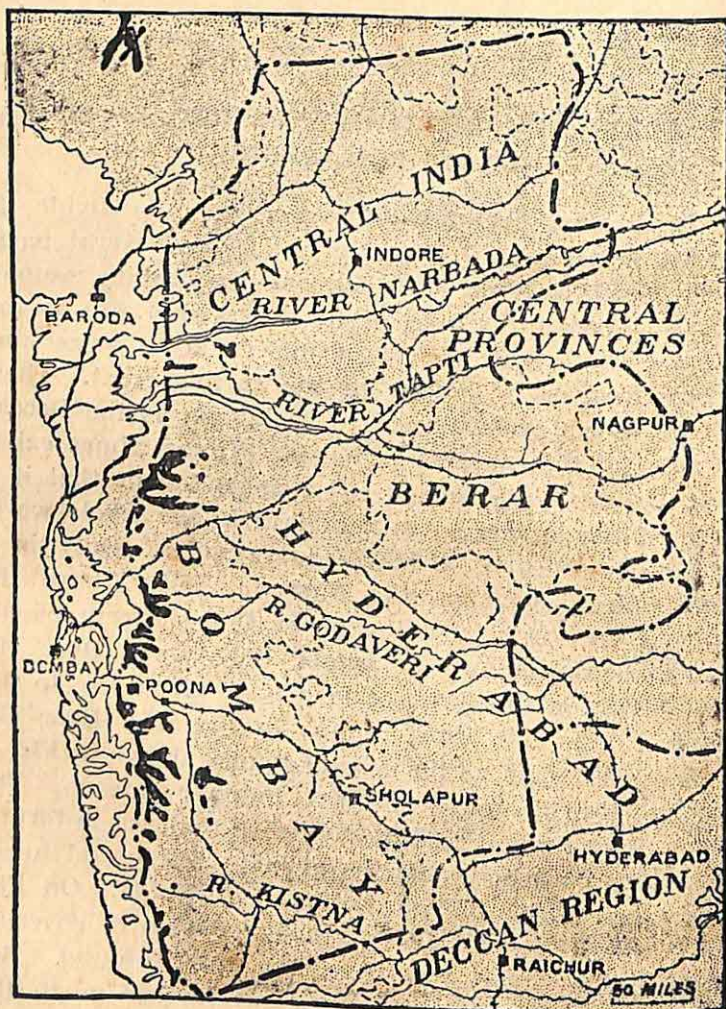 CENTRAL INDIA
INDORE
RIVER NARBADA
BARODA
CENTRAL
PROVINCES
RIVER TAPTI
NAGPUR
BERAR
HYDERABAD
BOMBAY
R. GODAVERI
BOMBAY
POONA
SHOLAPUR
HYDERABAD
R. KISTNA
DECCAN REGION
RAICHUR
50 MILES